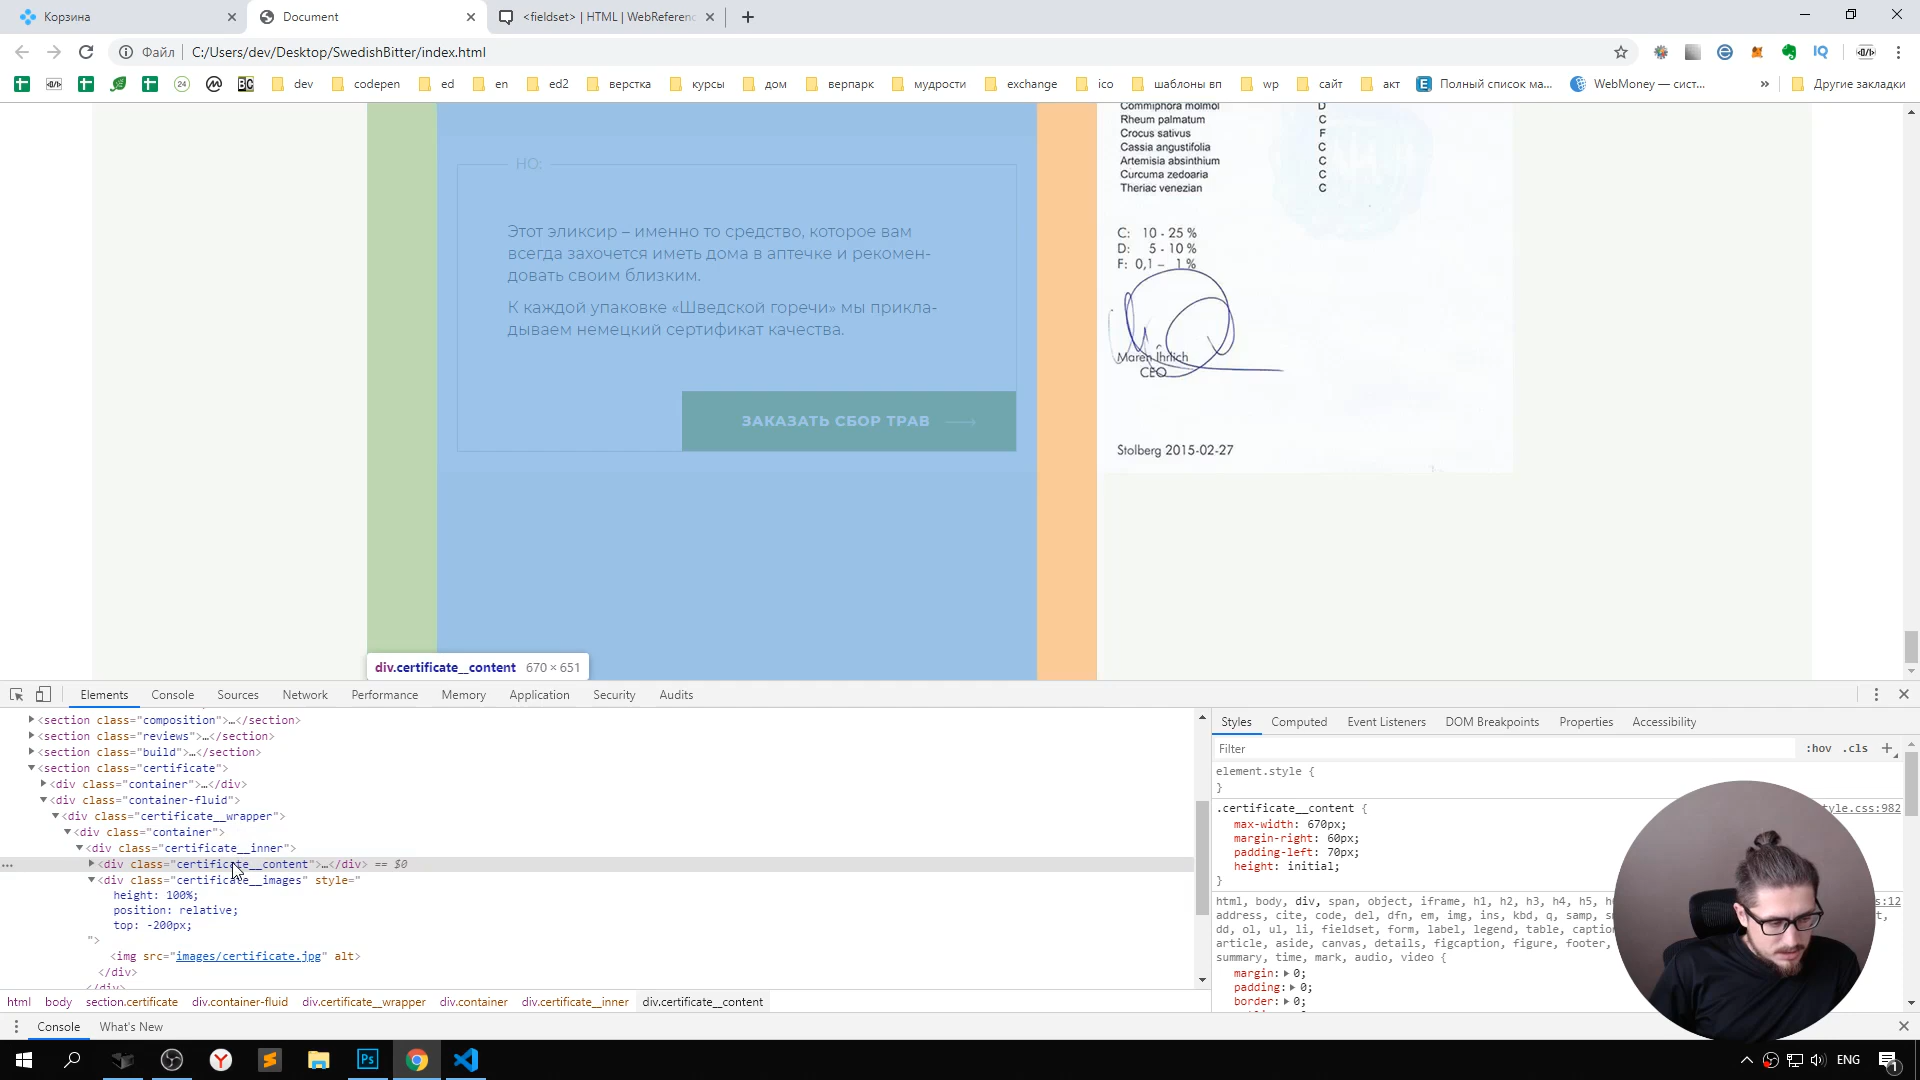 Корзина
Document
<fieldset> | HTML | WebReferenc
Файл
C:/Users/dev/Desktop/SwedishBitter/index.html
IQ
24
BC
dev
codepen
ed
en
ed2
верстка
курсы
дом
верпарк
мудрости
exchange
ico
шаблоны вп
wp
сайт
акт
Полный список ма...
WebMoney — сист...
»
Другие закладки
Commiphora molmol D
Rheum palmatum C
Crocus sativus F
Cassia angustifolia C
Artemisia absinthium C
Curcuma zedoaria C
Theriac venezian C
НО:
Этот эликсир – именно то средство, которое вам
всегда захочется иметь дома в аптечке и рекомен-
довать своим близким.
К каждой упаковке «Шведской горечи» мы прикла-
дываем немецкий сертификат качества.
ЗАКАЗАТЬ СБОР ТРАВ
C: 10 - 25 %
D: 5 - 10 %
F: 0,1 – 1 %
Maren Ihrlich
CEO
Stolberg 2015-02-27
div.certificate__content 670 × 651
Elements
Console
Sources
Network
Performance
Memory
Application
Security
Audits
<section class="composition">…</section>
<section class="reviews">…</section>
<section class="build">…</section>
<section class="certificate">
<div class="container">…</div>
<div class="container-fluid">
<div class="certificate__wrapper">
<div class="container">
<div class="certificate__inner">
<div class="certificate__content">…</div> == $0
<div class="certificate__images" style="
height: 100%;
position: relative;
top: -200px;
">
<img src="images/certificate.jpg" alt>
</div>
</div>
html body section.certificate div.container-fluid div.certificate__wrapper div.container div.certificate__inner div.certificate__content
Styles
Computed
Event Listeners
DOM Breakpoints
Properties
Accessibility
Filter
:hov
.cls
element.style {
}
.certificate__content {
tyle.css:982
max-width: 670px;
margin-right: 60px;
padding-left: 70px;
height: initial;
}
html, body, div, span, object, iframe, h1, h2, h3, h4, h5,
s:12
address, cite, code, del, dfn, em, img, ins, kbd, q, samp,
dd, ol, ul, li, fieldset, form, label, legend, table,
article, aside, canvas, details, figcaption, figure, footer,
summary, time, mark, audio, video {
margin: 0;
padding: 0;
border: 0;
Console
What's New
Ps
ENG
1